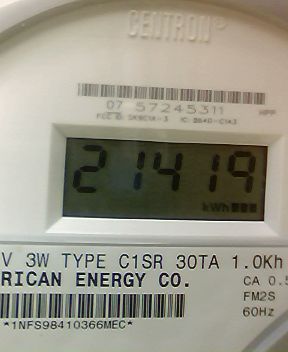 CENTRON®
07 57245311 HPP
21419
kWh
V 3W TYPE C1SR 30TA 1.0Kh
RICAN ENERGY CO. CA 0.5
FM2S
60Hz
*1NFS98410366MEC*